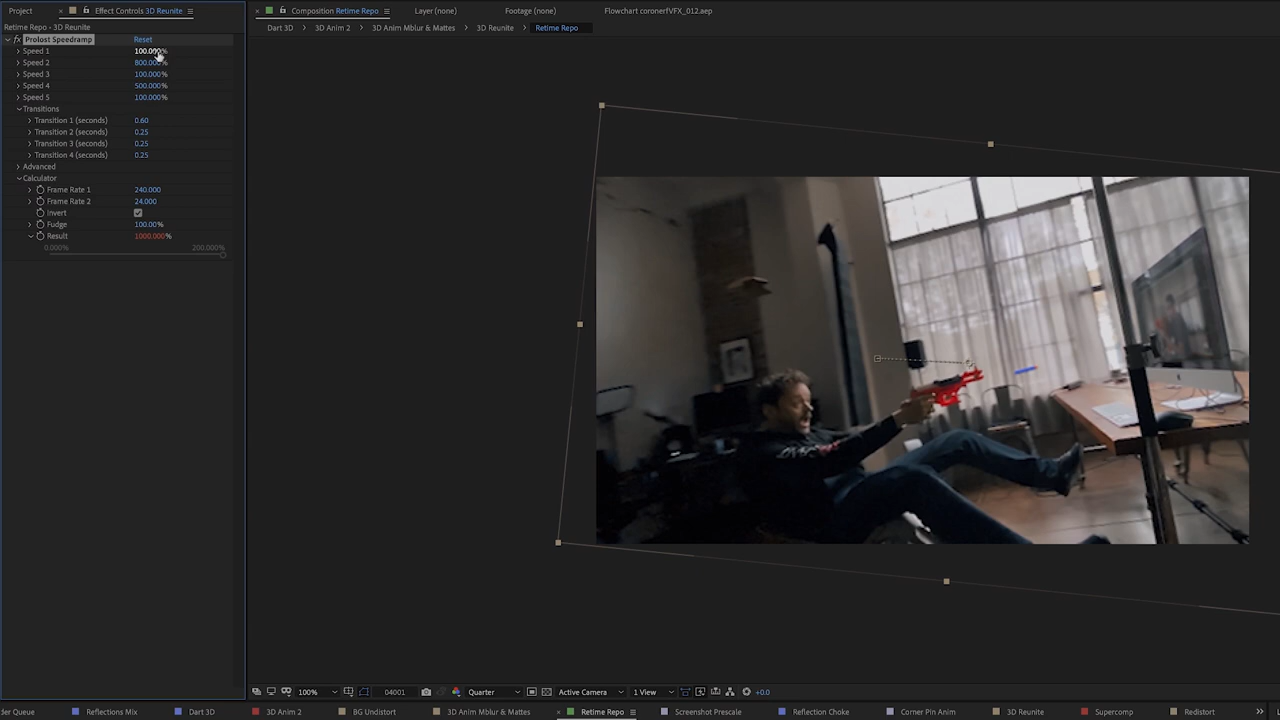 Project × Effect Controls 3D Reunite × Composition Retime Repo Layer (none) Footage (none) Flowchart coronerfVFX_012.aep
Retime Repo - 3D Reunite Dart 3D 3D Anim 2 3D Anim Mblur & Mattes 3D Reunite Retime Repo
fx Prolost Speedramp Reset
Speed 1 100.000%
Speed 2 800.000%
Speed 3 100.000%
Speed 4 500.000%
Speed 5 100.000%
Transitions
Transition 1 (seconds) 0.60
Transition 2 (seconds) 0.25
Transition 3 (seconds) 0.25
Transition 4 (seconds) 0.25
Advanced
Calculator
Frame Rate 1 240.000
Frame Rate 2 24.000
Invert
Fudge 100.00%
Result 1000.000%
0.000% 200.000%
100% 04001 Quarter Active Camera 1 View +0.0
der Queue Reflections Mix Dart 3D 3D Anim 2 BG Undistort 3D Anim Mblur & Mattes × Retime Repo Screenshot Prescale Reflection Choke Corner Pin Anim 3D Reunite Supercomp Redistort